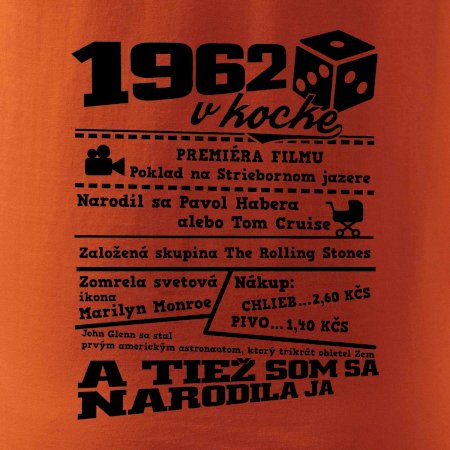 1962
v kocke
PREMIÉRA FILMU
Poklad na Striebornom jazere
Narodil sa Pavol Habera
alebo Tom Cruise
Založená skupina The Rolling Stones
Zomrela svetová
ikona
Marilyn Monroe
Nákup:
CHLIEB...2,60 KČS
PIVO...1,40 KČS
John Glenn sa stal
prvým americkým astronautom, ktorý trikrát obletel Zem
A TIEŽ SOM SA
NARODILA JA